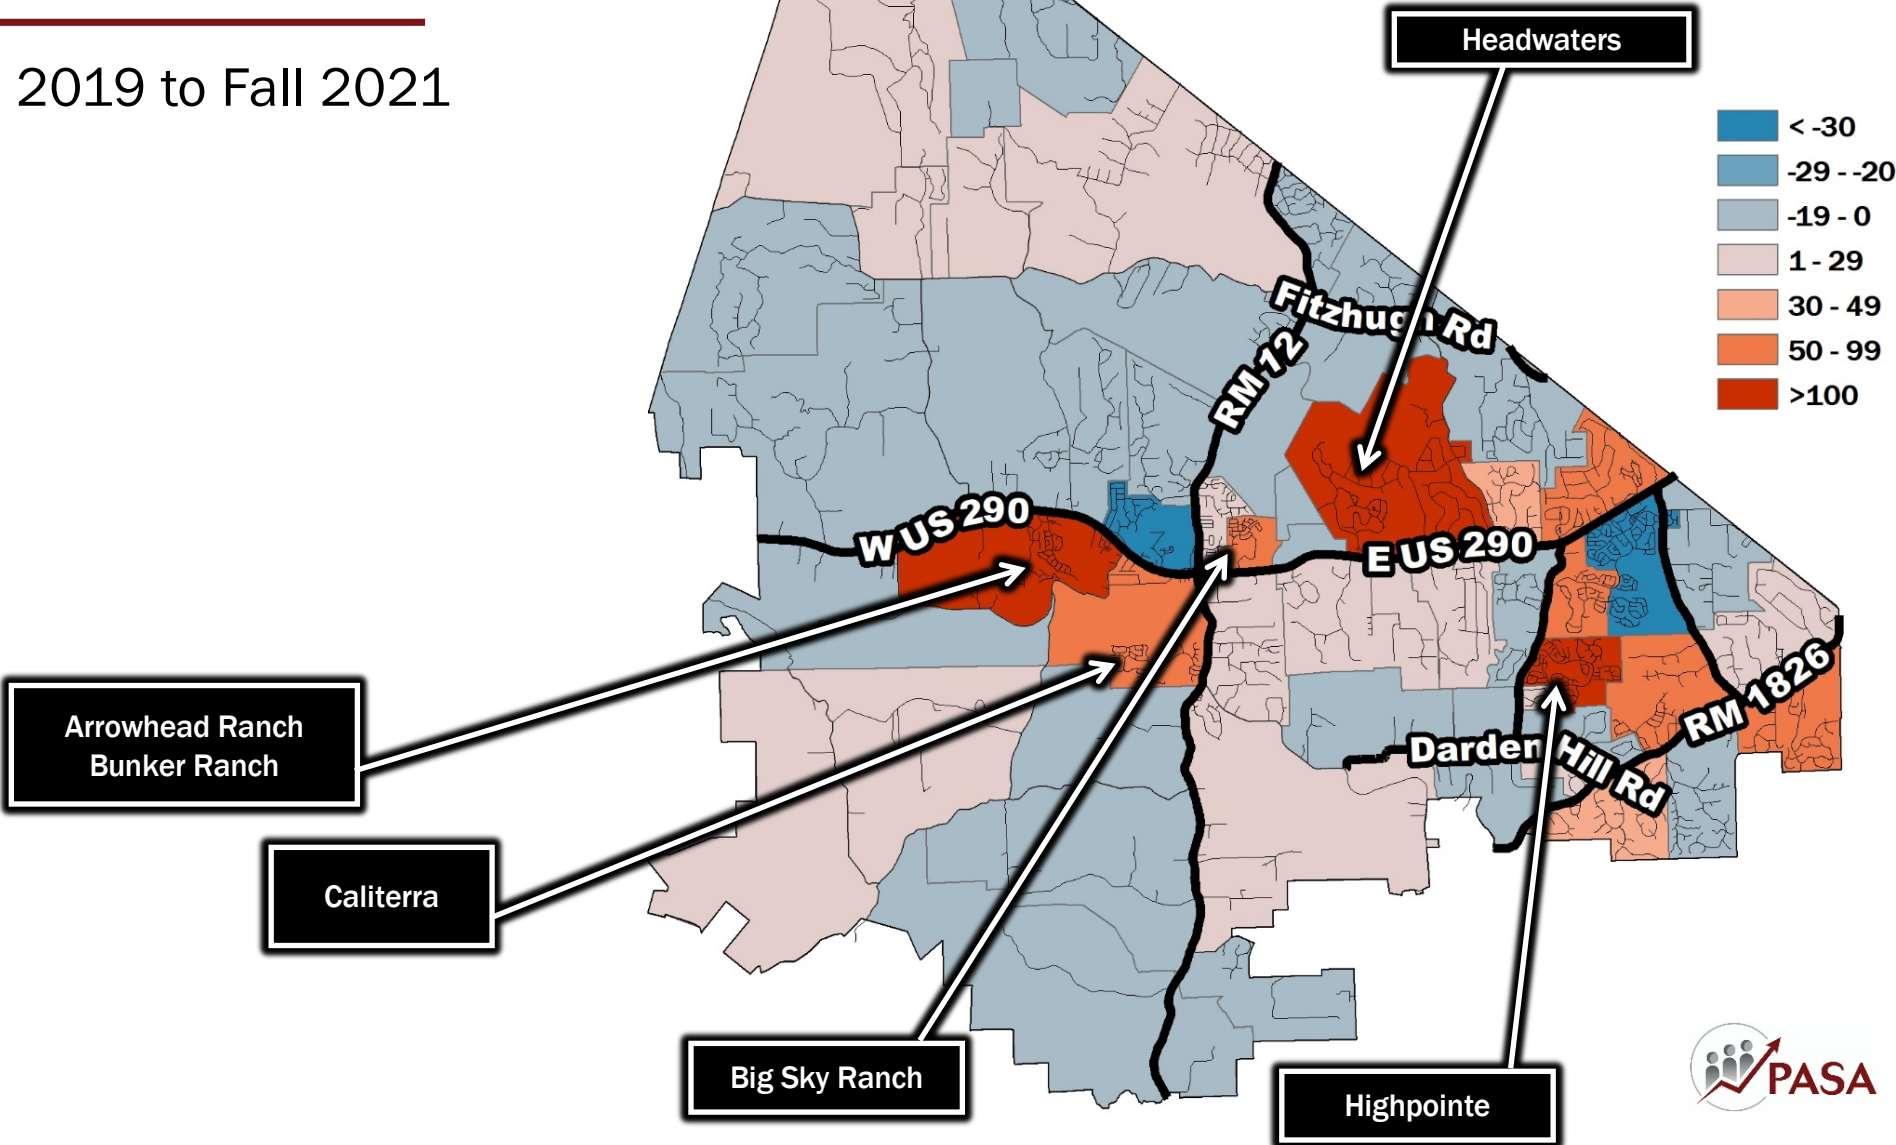 2019 to Fall 2021
Headwaters
< -30
-29 - -20
-19 - 0
1 - 29
30 - 49
50 - 99
>100
Fitzhugh Rd
RM 12
W US 290
E US 290
Arrowhead Ranch
Bunker Ranch
RM 1826
Darden Hill Rd
Caliterra
Big Sky Ranch
Highpointe
PASA